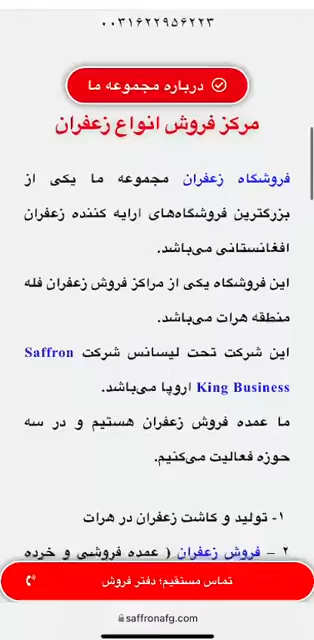 ۰۰۳۱۶۲۲۹۵۶۲۲۳
درباره مجموعه ما
مرکز فروش انواع زعفران
فروشگاه زعفران مجموعه ما یکی از
بزرگترین فروشگاه‌های ارایه کننده زعفران
افغانستانی می‌باشد.
این فروشگاه یکی از مراکز فروش زعفران فله
منطقه هرات می‌باشد.
این شرکت تحت لیسانس شرکت Saffron
King Business اروپا می‌باشد.
ما عمده فروش زعفران هستیم و در سه
حوزه فعالیت می‌کنیم.
۱- تولید و کاشت زعفران در هرات
۲ – فروش زعفران ( عمده فروشی و خرده
تماس مستقیم؛ دفتر فروش
saffronafg.com